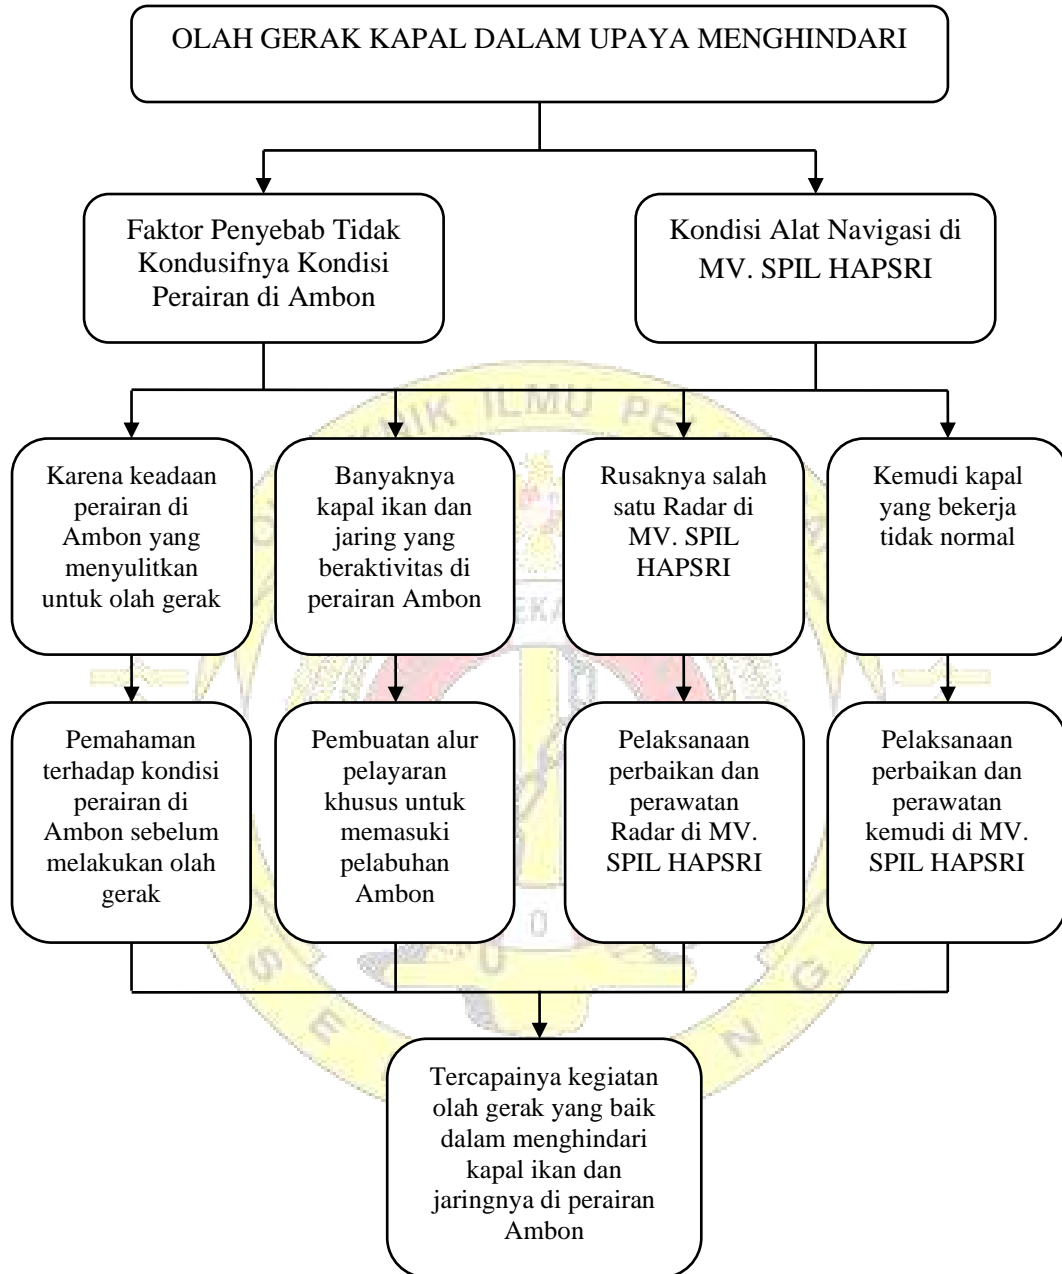 OLAH GERAK KAPAL DALAM UPAYA MENGHINDARI
Faktor Penyebab Tidak
Kondusifnya Kondisi
Perairan di Ambon
Kondisi Alat Navigasi di
MV. SPIL HAPSRI
Karena keadaan
perairan di
Ambon yang
menyulitkan
untuk olah gerak
Banyaknya
kapal ikan dan
jaring yang
beraktivitas di
perairan Ambon
Rusaknya salah
satu Radar di
MV. SPIL
HAPSRI
Kemudi kapal
yang bekerja
tidak normal
Pemahaman
terhadap kondisi
perairan di
Ambon sebelum
melakukan olah
gerak
Pembuatan alur
pelayaran
khusus untuk
memasuki
pelabuhan
Ambon
Pelaksanaan
perbaikan dan
perawatan
Radar di MV.
SPIL HAPSRI
Pelaksanaan
perbaikan dan
perawatan
kemudi di MV.
SPIL HAPSRI
Tercapainya kegiatan
olah gerak yang baik
dalam menghindari
kapal ikan dan
jaringnya di perairan
Ambon
ILMU